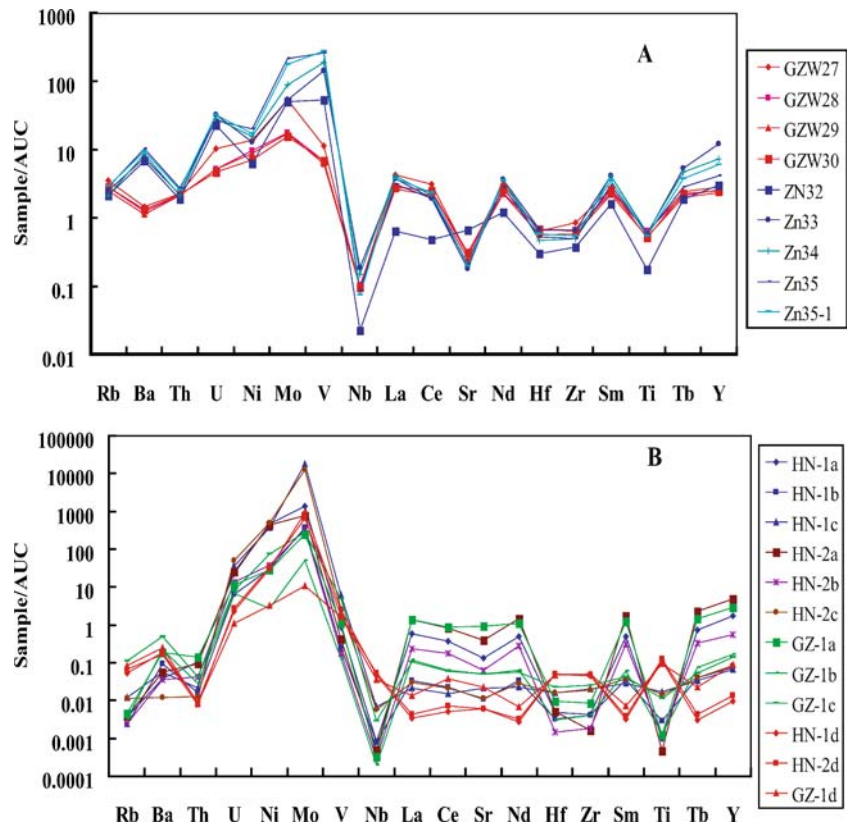 A
Sample/AUC
1000
100
10
1
0.1
0.01
Rb Ba Th U Ni Mo V Nb La Ce Sr Nd Hf Zr Sm Ti Tb Y
GZW27
GZW28
GZW29
GZW30
ZN32
Zn33
Zn34
Zn35
Zn35-1
B
Sample/AUC
100000
10000
1000
100
10
1
0.1
0.01
0.001
0.0001
Rb Ba Th U Ni Mo V Nb La Ce Sr Nd Hf Zr Sm Ti Tb Y
HN-1a
HN-1b
HN-1c
HN-2a
HN-2b
HN-2c
GZ-1a
GZ-1b
GZ-1c
HN-1d
HN-2d
GZ-1d